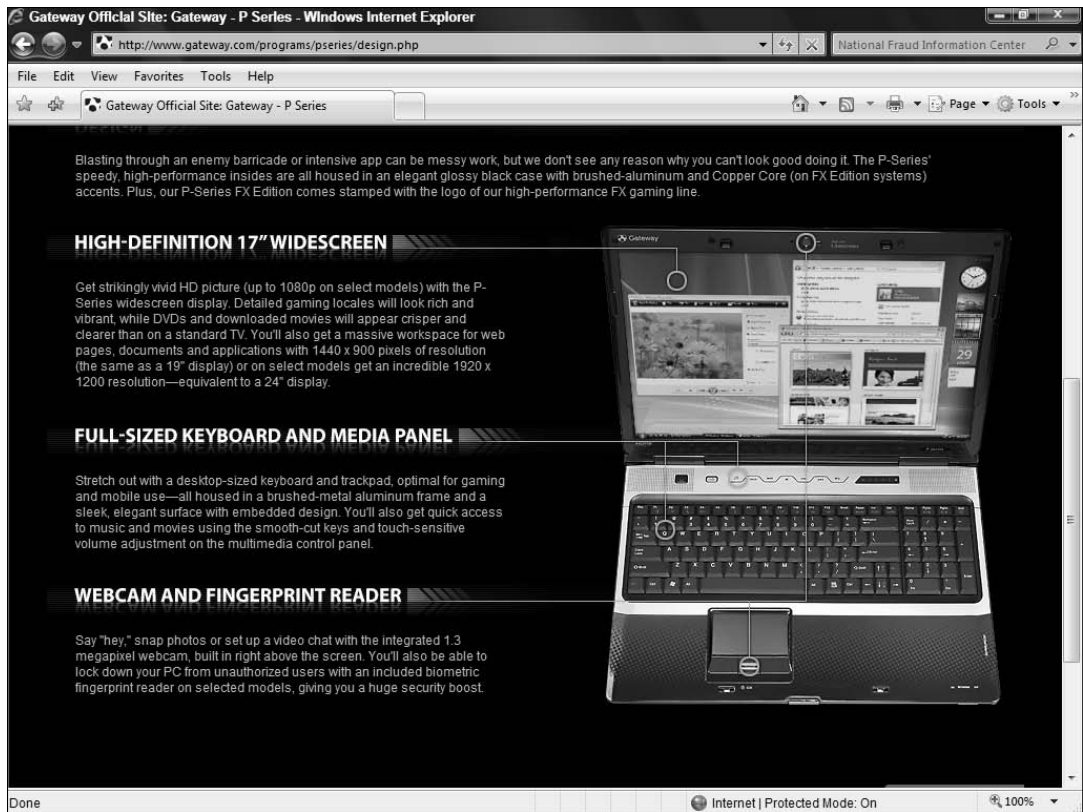 Gateway Official Site: Gateway - P Series - Windows Internet Explorer
http://www.gateway.com/programs/pseries/design.php
National Fraud Information Center
File Edit View Favorites Tools Help
Gateway Official Site: Gateway - P Series
Page Tools
Blasting through an enemy barricade or intensive app can be messy work, but we don't see any reason why you can't look good doing it. The P-Series'
speedy, high-performance insides are all housed in an elegant glossy black case with brushed-aluminum and Copper Core (on FX Edition systems)
accents. Plus, our P-Series FX Edition comes stamped with the logo of our high-performance FX gaming line.
HIGH-DEFINITION 17" WIDESCREEN
Get strikingly vivid HD picture (up to 1080p on select models) with the P-
Series widescreen display. Detailed gaming locales will look rich and
vibrant, while DVDs and downloaded movies will appear crisper and
clearer than on a standard TV. You'll also get a massive workspace for web
pages, documents and applications with 1440 x 900 pixels of resolution
(the same as a 19" display) or on select models get an incredible 1920 x
1200 resolution—equivalent to a 24" display.
Gateway
29
FULL-SIZED KEYBOARD AND MEDIA PANEL
Stretch out with a desktop-sized keyboard and trackpad, optimal for gaming
and mobile use—all housed in a brushed-metal aluminum frame and a
sleek, elegant surface with embedded design. You'll also get quick access
to music and movies using the smooth-cut keys and touch-sensitive
volume adjustment on the multimedia control panel.
Q W E R T Y U I O P
A S D F G H J K L
Z X C V B N M
WEBCAM AND FINGERPRINT READER
Say "hey," snap photos or set up a video chat with the integrated 1.3
megapixel webcam, built in right above the screen. You'll also be able to
lock down your PC from unauthorized users with an included biometric
fingerprint reader on selected models, giving you a huge security boost.
Done
Internet | Protected Mode: On
100%